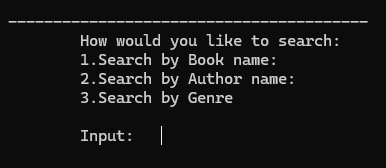 ________________________________________
How would you like to search:
1.Search by Book name:
2.Search by Author name:
3.Search by Genre
Input: